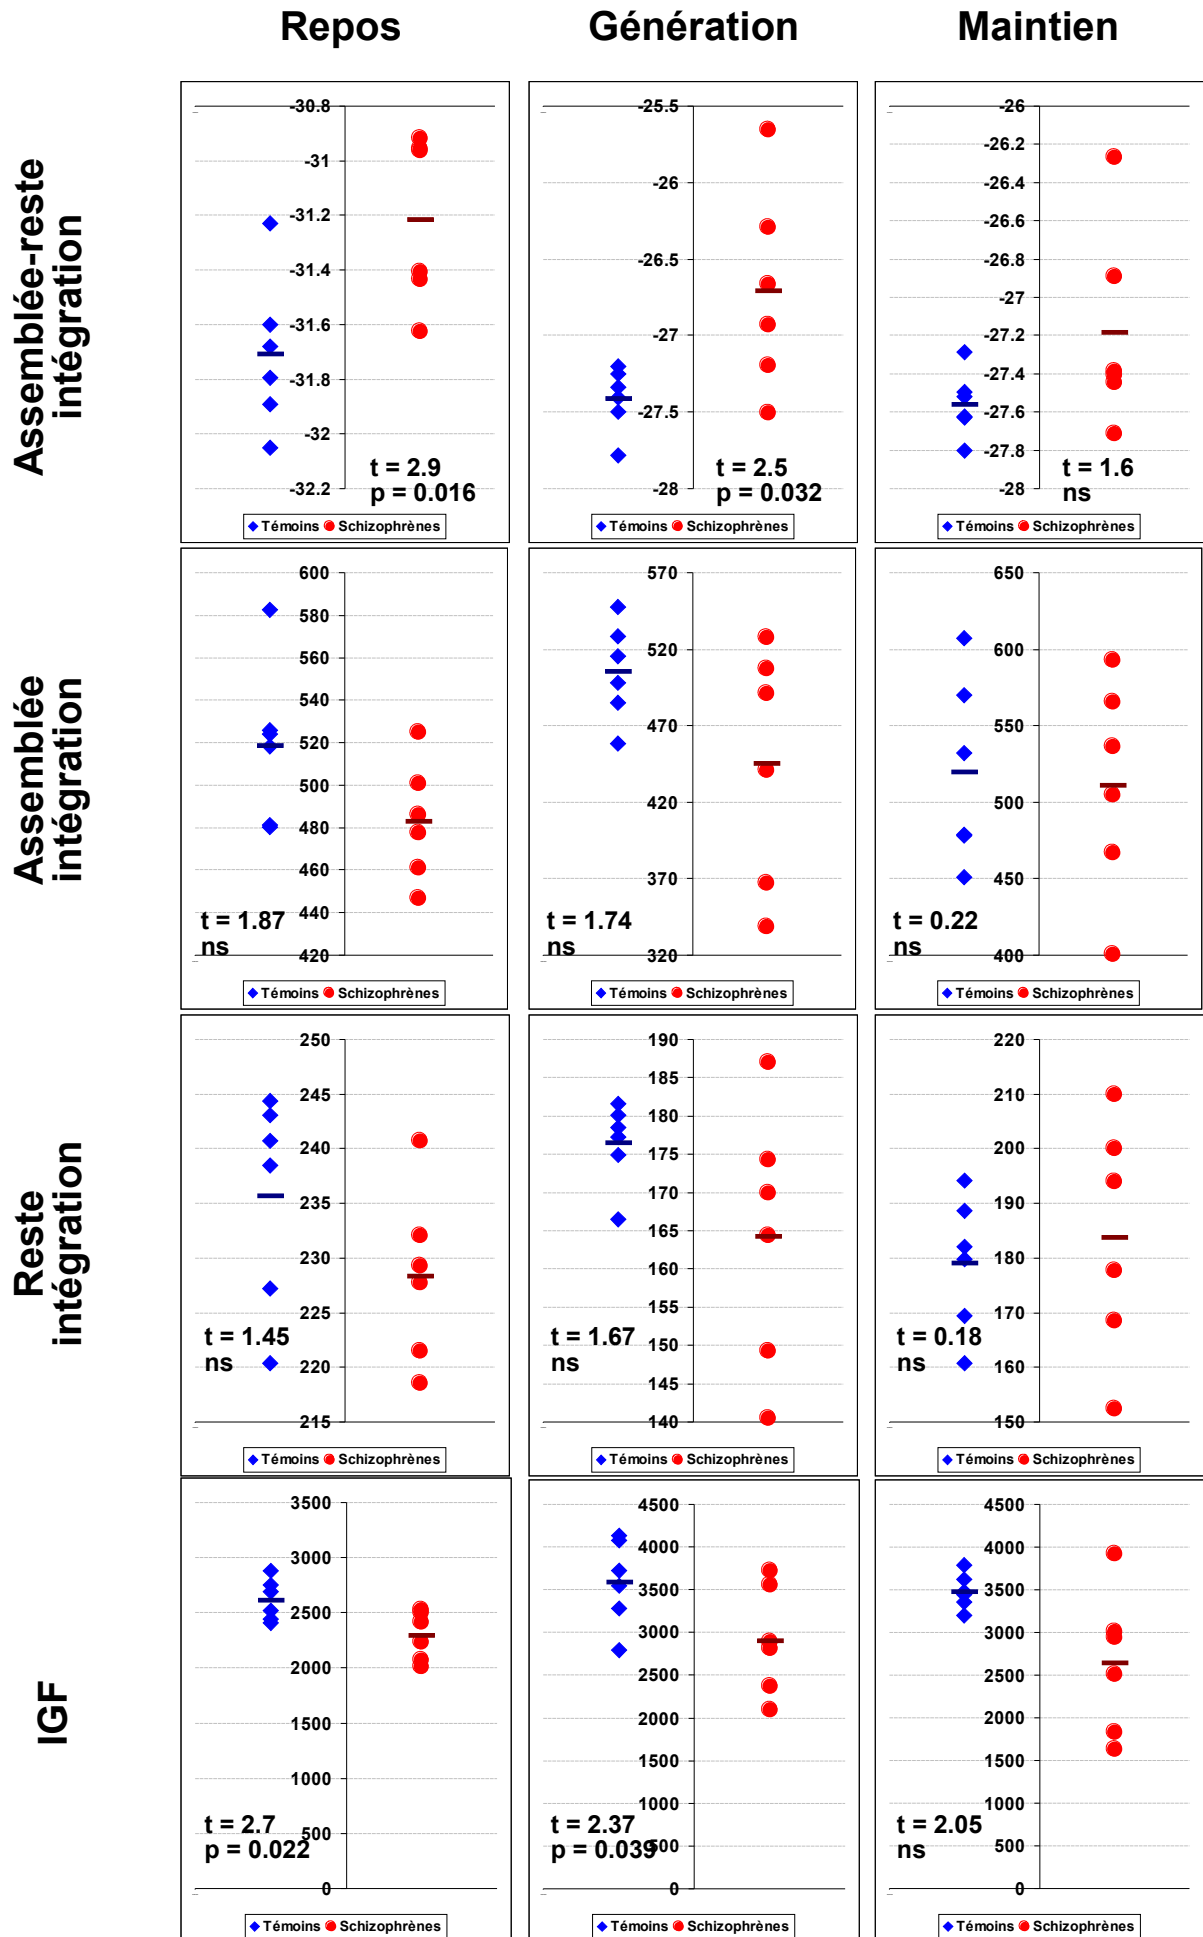 Repos Génération Maintien
Assemblée-reste
intégration
-30.8
-31
-31.2
-31.4
-31.6
-31.8
-32
-32.2
t = 2.9
p = 0.016
Témoins Schizophrènes
-25.5
-26
-26.5
-27
-27.5
-28
t = 2.5
p = 0.032
Témoins Schizophrènes
-26
-26.2
-26.4
-26.6
-26.8
-27
-27.2
-27.4
-27.6
-27.8
-28
t = 1.6
ns
Témoins Schizophrènes
Assemblée
intégration
600
580
560
540
520
500
480
460
440
420
t = 1.87
ns
Témoins Schizophrènes
570
520
470
420
370
320
t = 1.74
ns
Témoins Schizophrènes
650
600
550
500
450
400
t = 0.22
ns
Témoins Schizophrènes
Reste
intégration
250
245
240
235
230
225
220
215
t = 1.45
ns
Témoins Schizophrènes
190
185
180
175
170
165
160
155
150
145
140
t = 1.67
ns
Témoins Schizophrènes
220
210
200
190
180
170
160
150
t = 0.18
ns
Témoins Schizophrènes
IGF
3500
3000
2500
2000
1500
1000
500
0
t = 2.7
p = 0.022
Témoins Schizophrènes
4500
4000
3500
3000
2500
2000
1500
1000
500
0
t = 2.37
p = 0.039
Témoins Schizophrènes
4500
4000
3500
3000
2500
2000
1500
1000
500
0
t = 2.05
ns
Témoins Schizophrènes